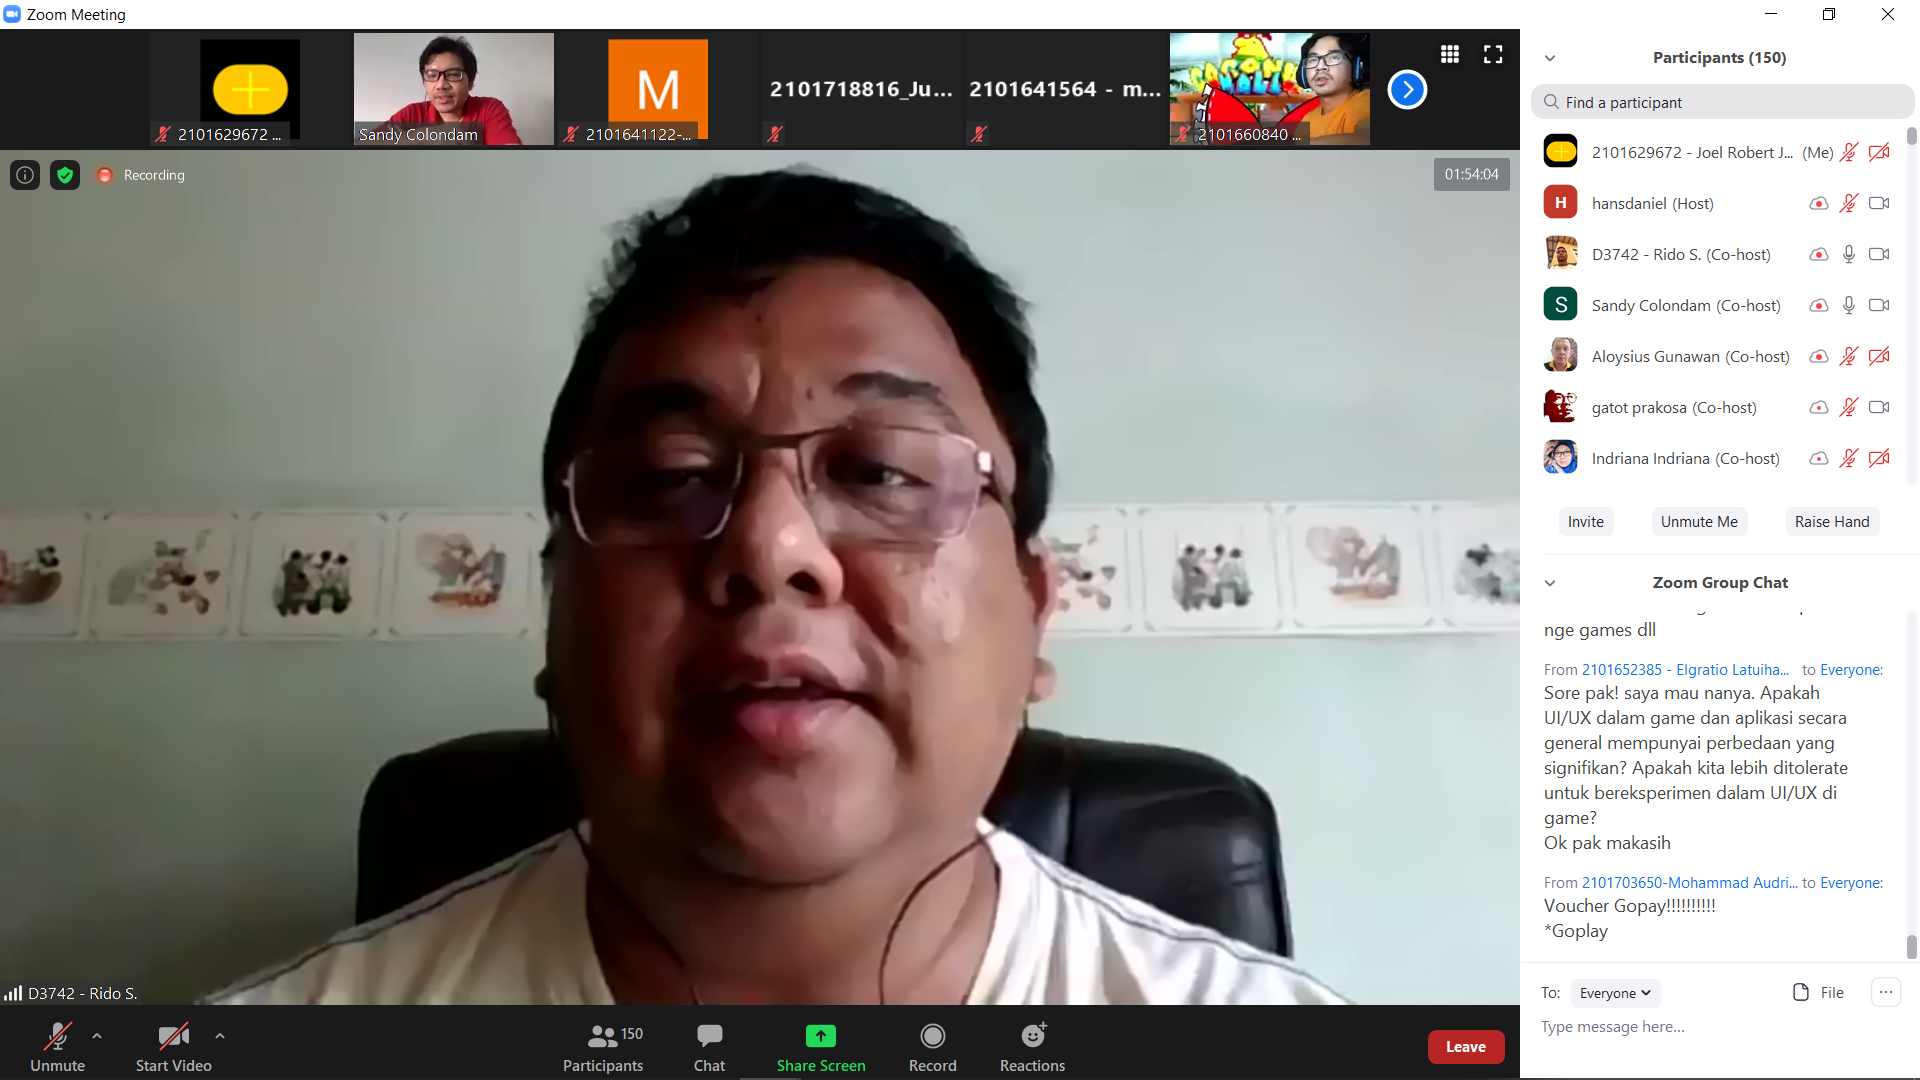 Zoom Meeting
2101629672 ...
Sandy Colondam
M
2101641122-...
2101718816_Ju...
2101641564 - m...
2101660840 ...
Recording
01:54:04
D3742 - Rido S.
Unmute
Start Video
150
Participants
Chat
Share Screen
Record
Reactions
Leave
Participants (150)
Find a participant
2101629672 - Joel Robert J... (Me)
H
hansdaniel (Host)
D3742 - Rido S. (Co-host)
S
Sandy Colondam (Co-host)
Aloysius Gunawan (Co-host)
gatot prakosa (Co-host)
Indriana Indriana (Co-host)
Invite
Unmute Me
Raise Hand
Zoom Group Chat
nge games dll
From 2101652385 - Elgratio Latuiha... to Everyone:
Sore pak! saya mau nanya. Apakah
UI/UX dalam game dan aplikasi secara
general mempunyai perbedaan yang
signifikan? Apakah kita lebih ditolerate
untuk bereksperimen dalam UI/UX di
game?
Ok pak makasih
From 2101703650-Mohammad Audri... to Everyone:
Voucher Gopay!!!!!!!!!!
*Goplay
To: Everyone
File
...
Type message here...